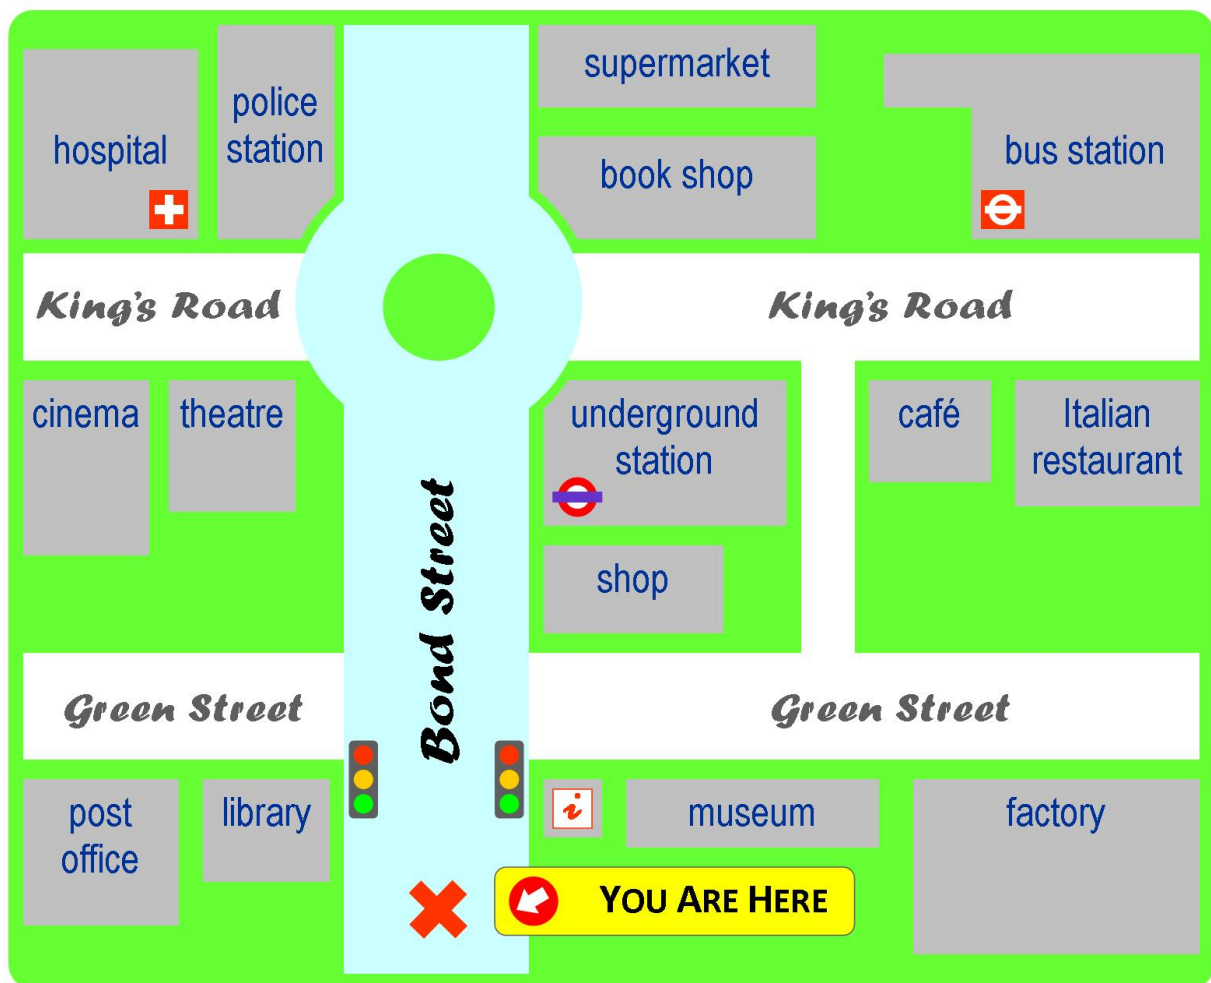 supermarket
police
station
hospital
book shop
bus station
King's Road
King's Road
cinema
theatre
underground
station
café
Italian
restaurant
Bond Street
shop
Green Street
Green Street
post
office
library
i
museum
factory
YOU ARE HERE